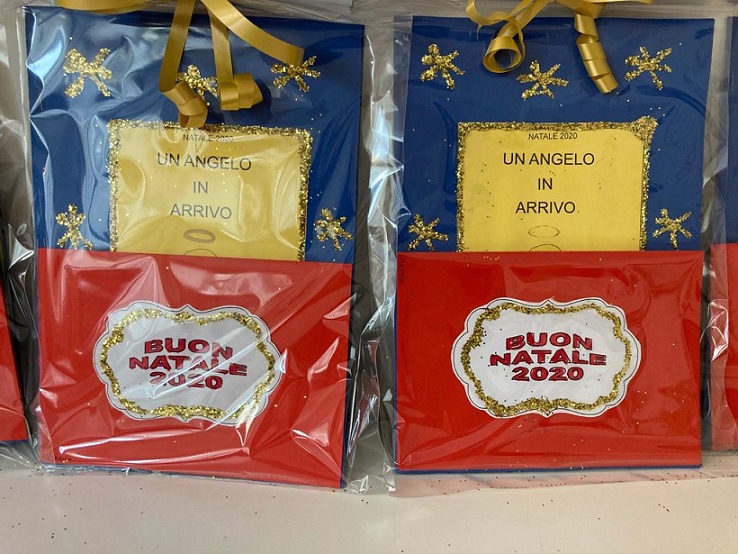 NATALE 2020
UN ANGELO
IN
ARRIVO
BUON
NATALE
2020
NATALE 2020
UN ANGELO
IN
ARRIVO
BUON
NATALE
2020